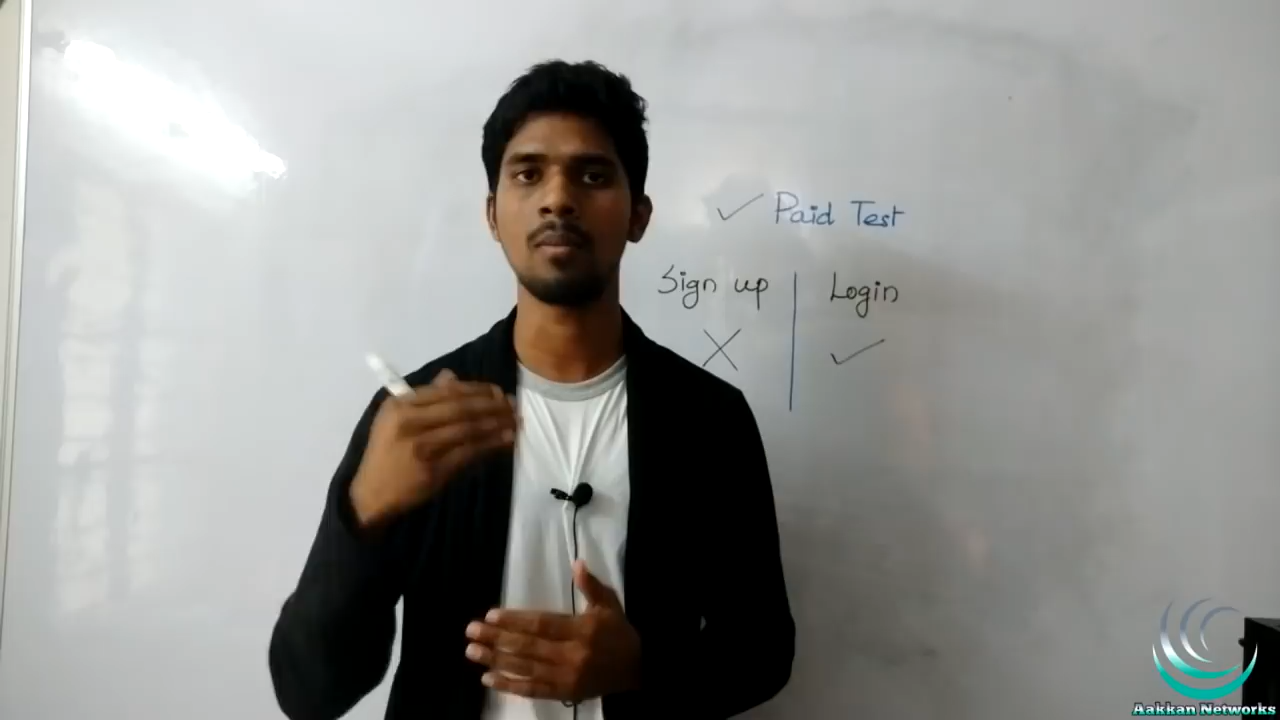 ✓ Paid Test
Sign up | Login
X | ✓
Aakkan Networks